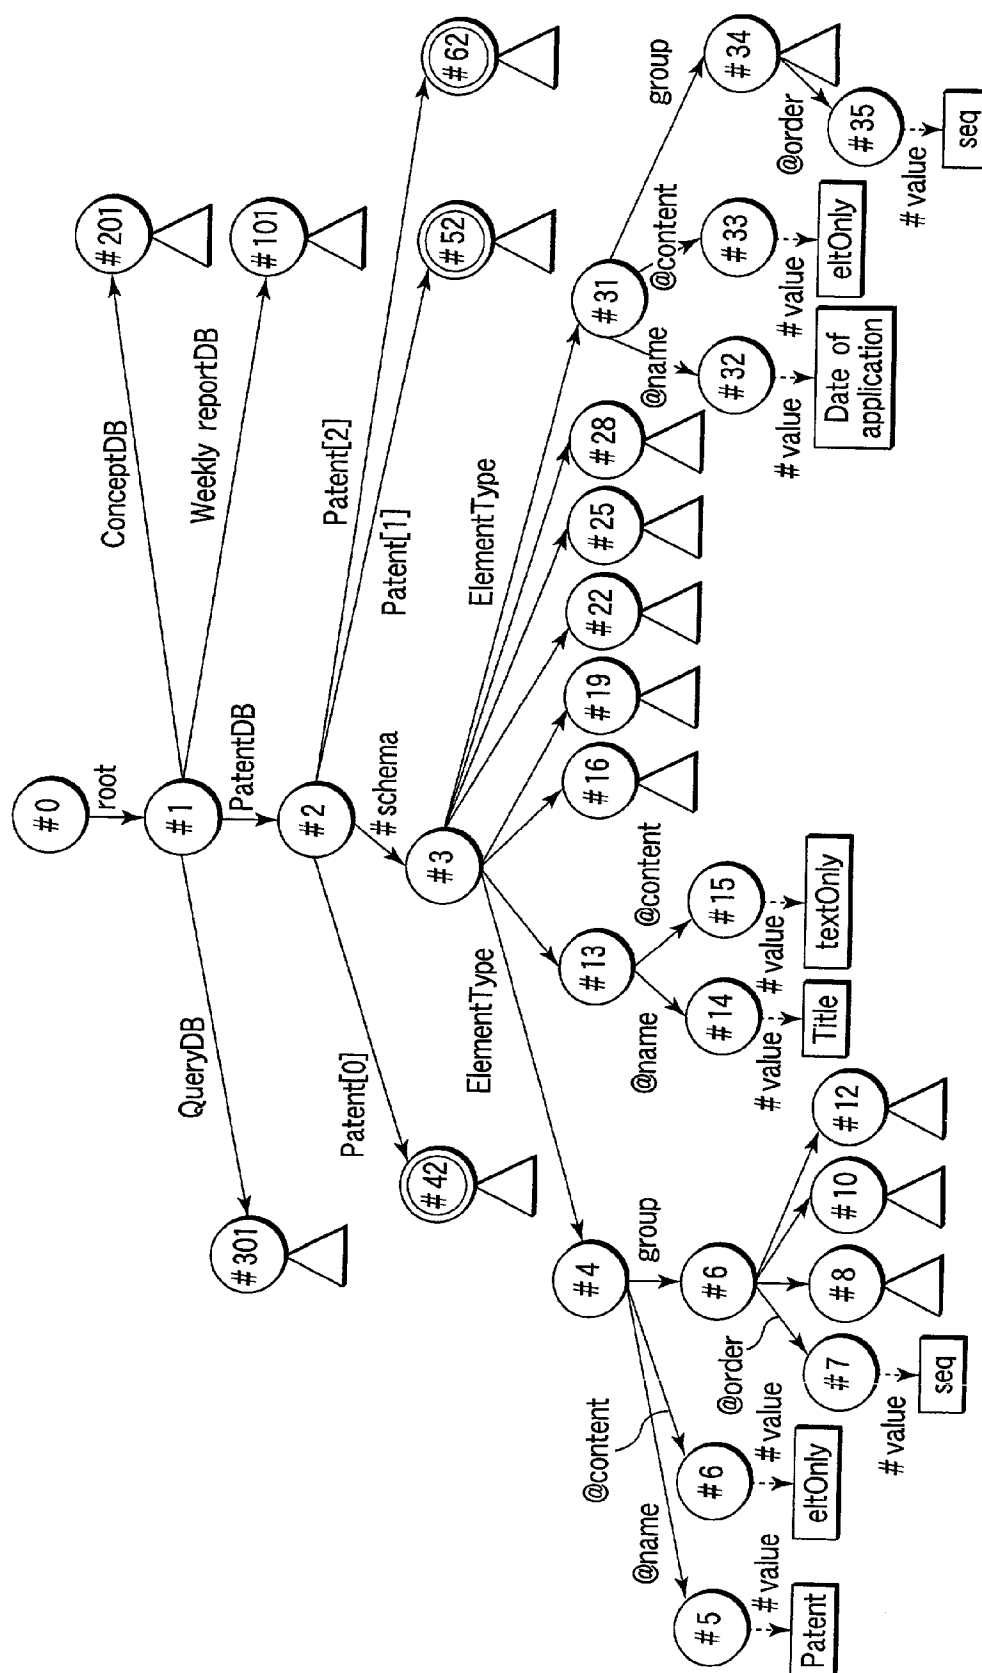 #0
root
#1
QueryDB
PatentDB
ConceptDB
Weekly reportDB
#301
#2
#101
#201
Patent[0]
#schema
Patent[1]
Patent[2]
#42
#3
#52
#62
ElementType
ElementType
#4
#13
#16
#19
#22
#25
#28
#31
@name
@content
group
@name
@content
@name
@content
group
#5
#6
#6
#14
#15
#32
#33
#34
#value
#value
@order
#value
#value
#value
#value
@order
Patent
eltOnly
#7
#8
#10
#12
Title
textOnly
Date of
application
eltOnly
#35
#value
#value
seq
seq